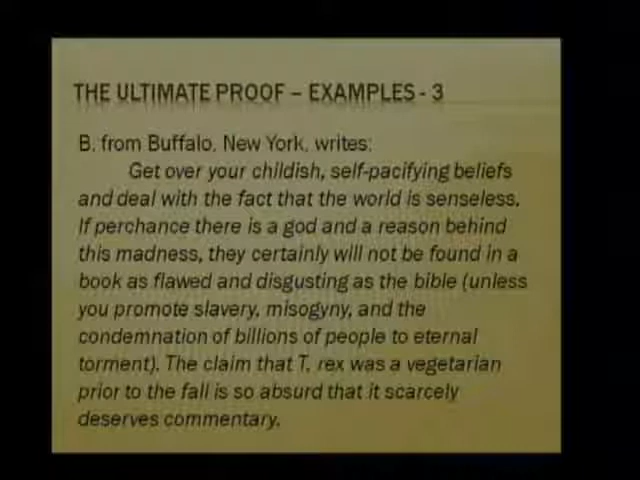 THE ULTIMATE PROOF – EXAMPLES - 3
B. from Buffalo, New York, writes:
Get over your childish, self-pacifying beliefs
and deal with the fact that the world is senseless.
If perchance there is a god and a reason behind
this madness, they certainly will not be found in a
book as flawed and disgusting as the bible (unless
you promote slavery, misogyny, and the
condemnation of billions of people to eternal
torment). The claim that T. rex was a vegetarian
prior to the fall is so absurd that it scarcely
deserves commentary.